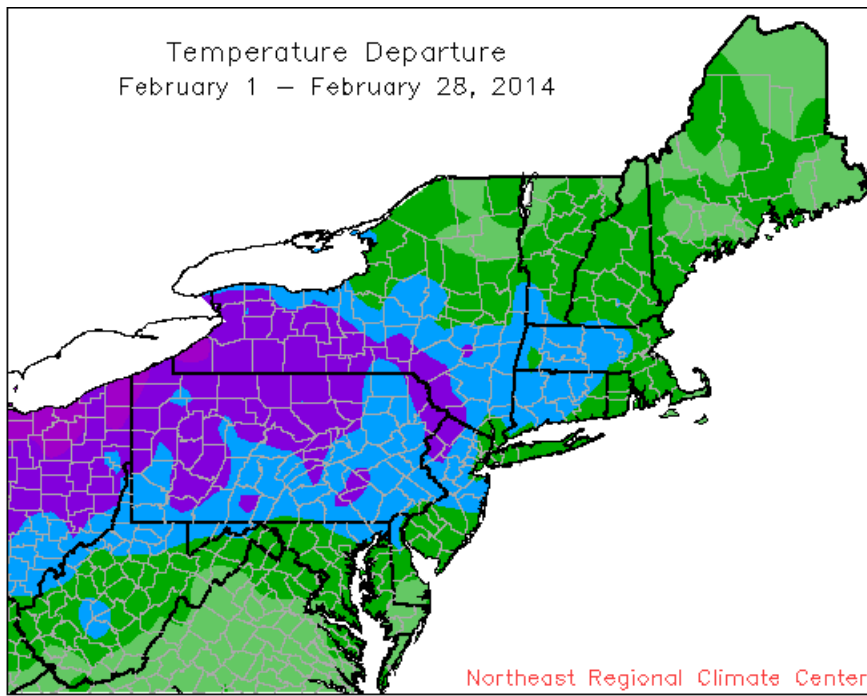 Temperature Departure
February 1 – February 28, 2014
Northeast Regional Climate Center